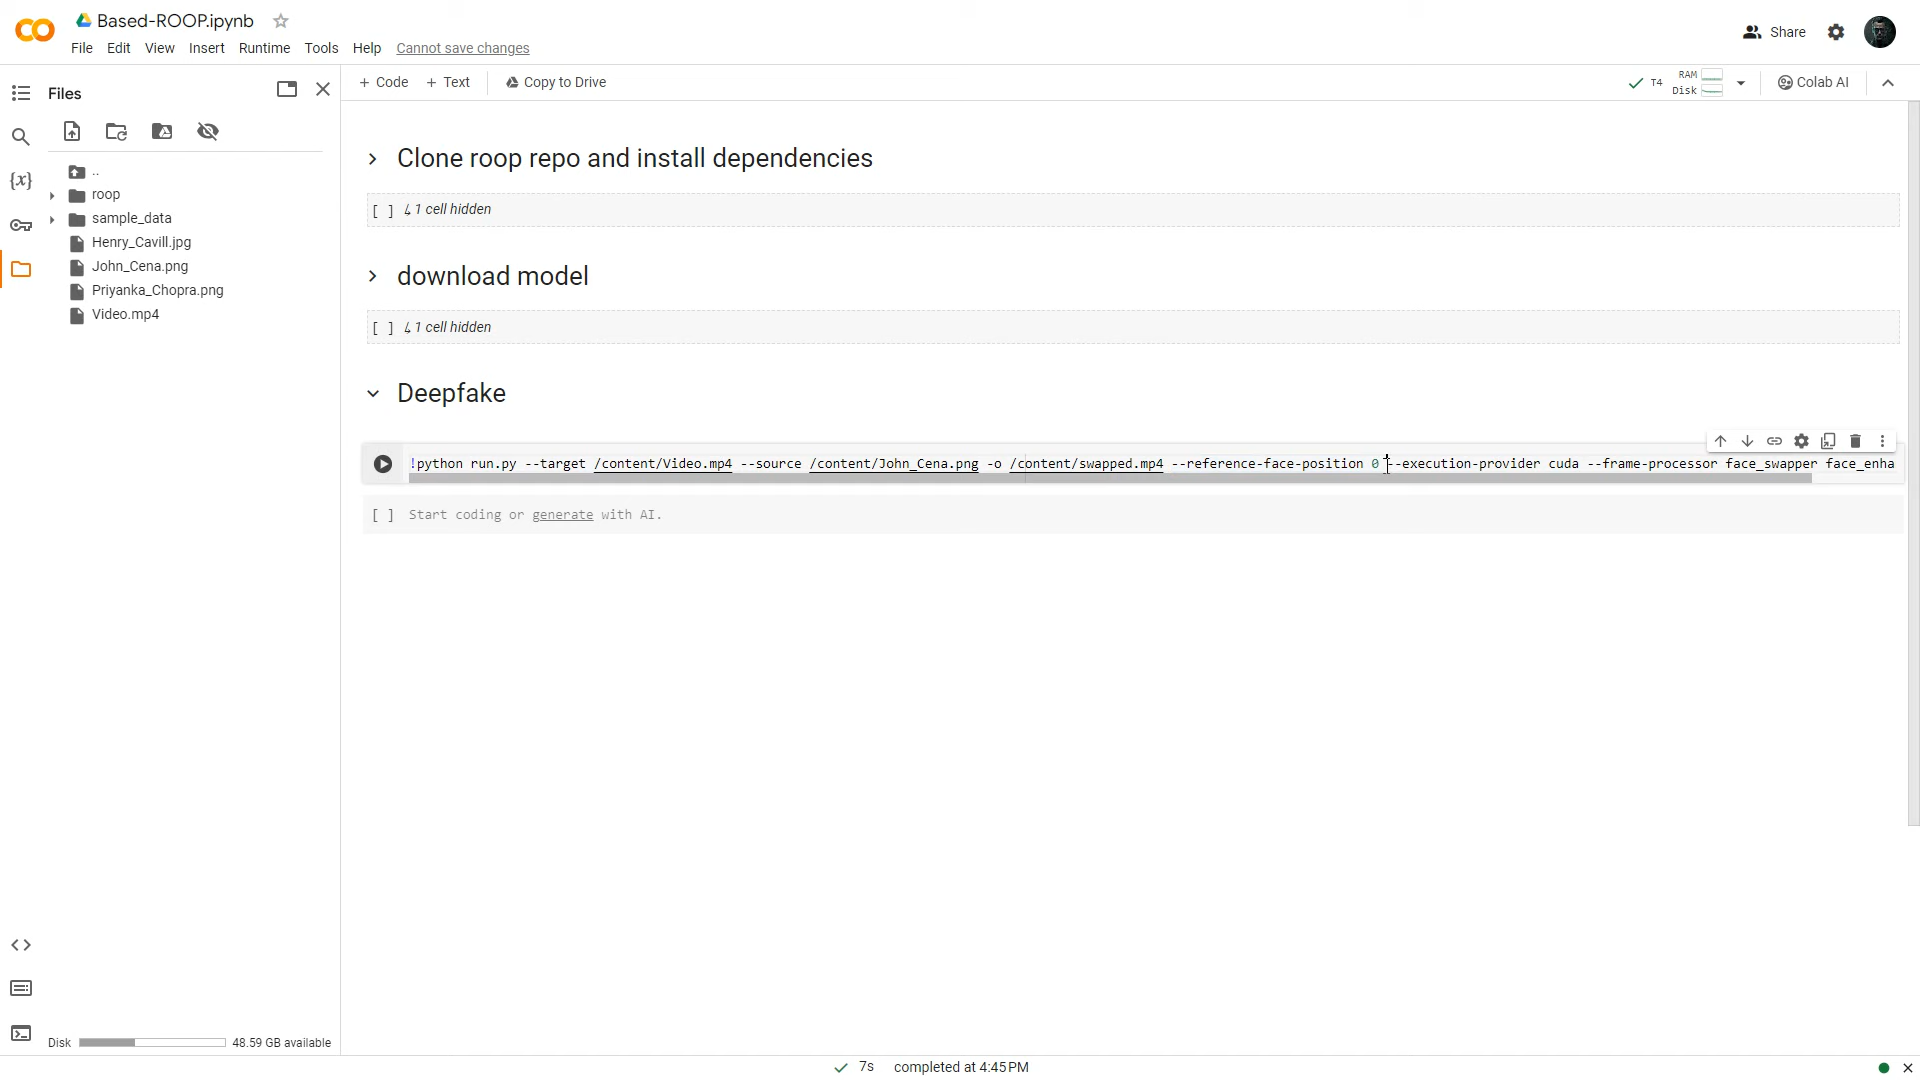 Based-ROOP.ipynb
File Edit View Insert Runtime Tools Help Cannot save changes
Share
Files
+ Code + Text Copy to Drive
T4 RAM
Disk
Colab AI
{x}
..
roop
sample_data
Henry_Cavill.jpg
John_Cena.png
Priyanka_Chopra.png
Video.mp4
Clone roop repo and install dependencies
[ ] ↳ 1 cell hidden
download model
[ ] ↳ 1 cell hidden
Deepfake
!python run.py --target /content/Video.mp4 --source /content/John_Cena.png -o /content/swapped.mp4 --reference-face-position 0 --execution-provider cuda --frame-processor face_swapper face_enha
[ ] Start coding or generate with AI.
Disk 48.59 GB available
7s completed at 4:45 PM